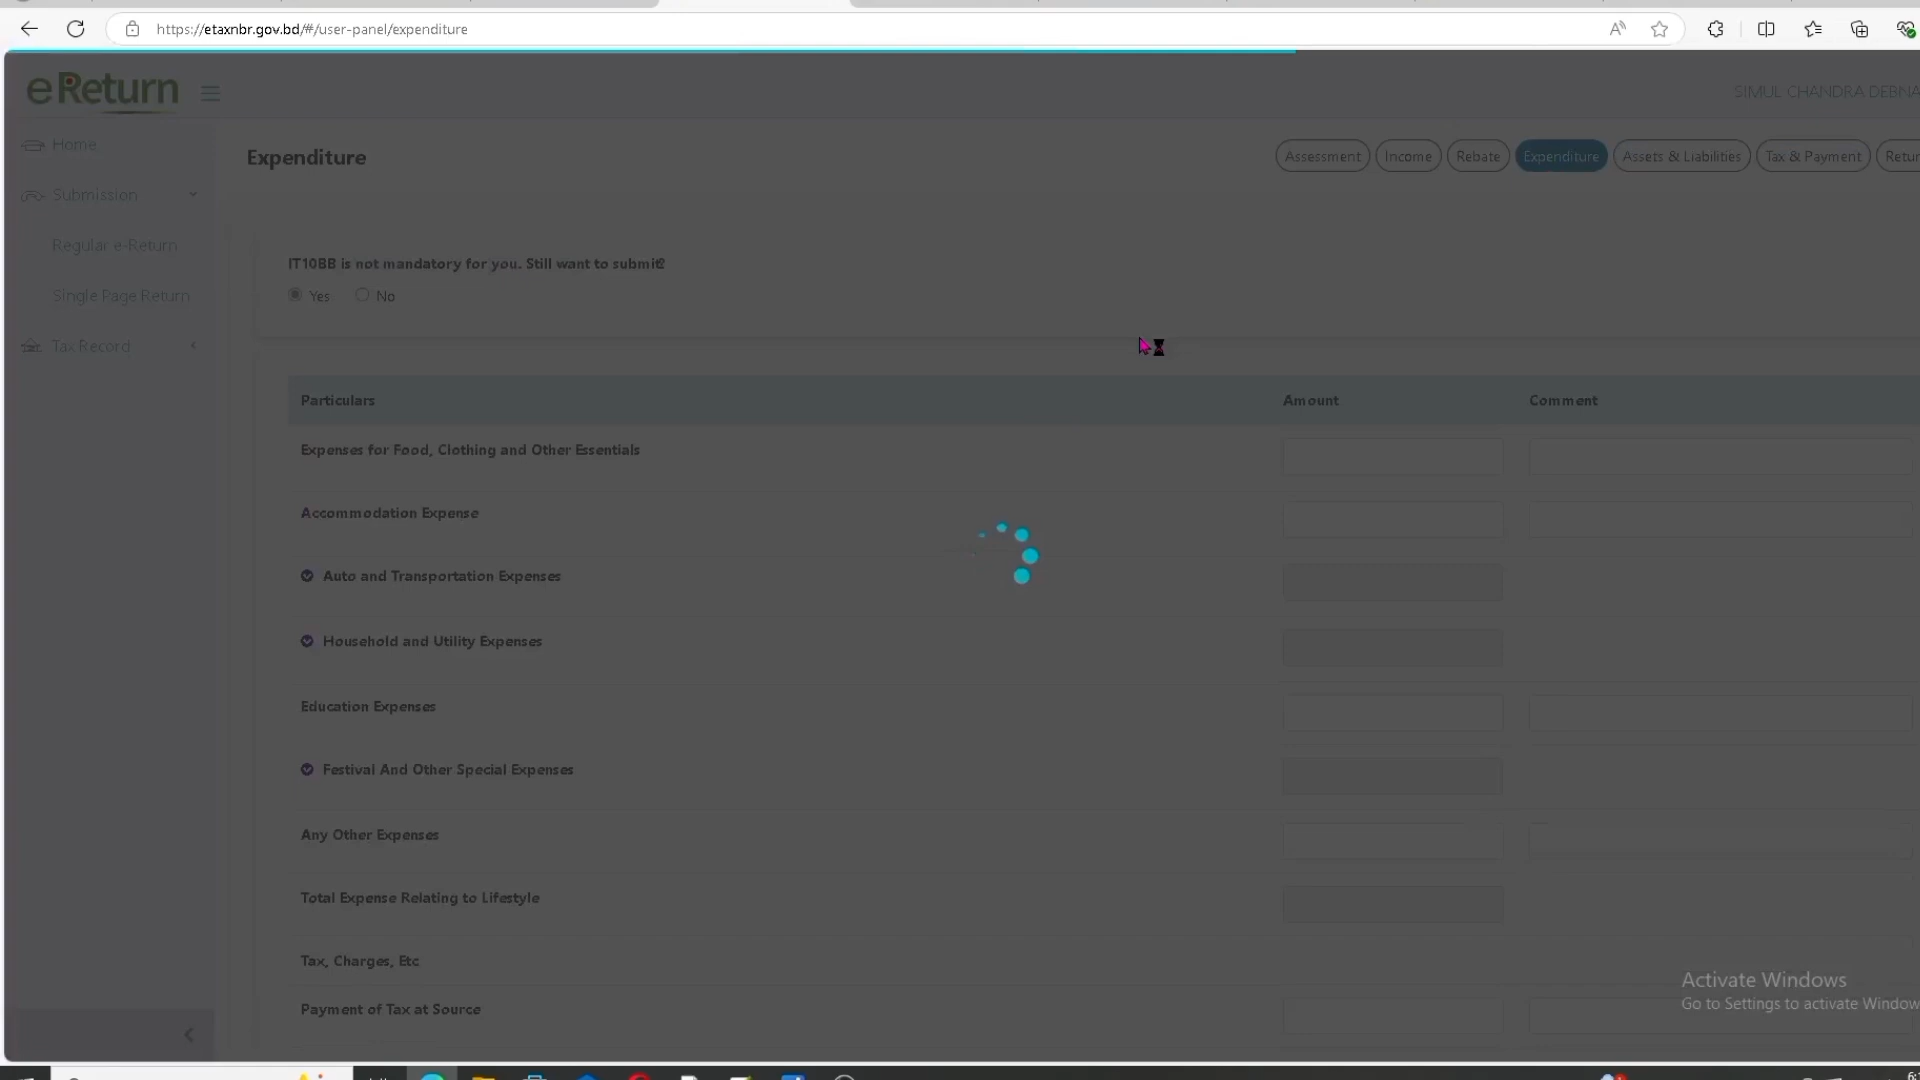 https://etaxnbr.gov.bd/#/user-panel/expenditure
eReturn
SIMUL CHANDRA DEBNA
Home
Submission
Regular e-Return
Single Page Return
Tax Record
Expenditure
Assessment
Income
Rebate
Expenditure
Assets & Liabilities
Tax & Payment
Retur
IT10BB is not mandatory for you. Still want to submit?
Yes No
Particulars Amount Comment
Expenses for Food, Clothing and Other Essentials
Accommodation Expense
Auto and Transportation Expenses
Household and Utility Expenses
Education Expenses
Festival And Other Special Expenses
Any Other Expenses
Total Expense Relating to Lifestyle
Tax, Charges, Etc
Payment of Tax at Source
Activate Windows
Go to Settings to activate Window